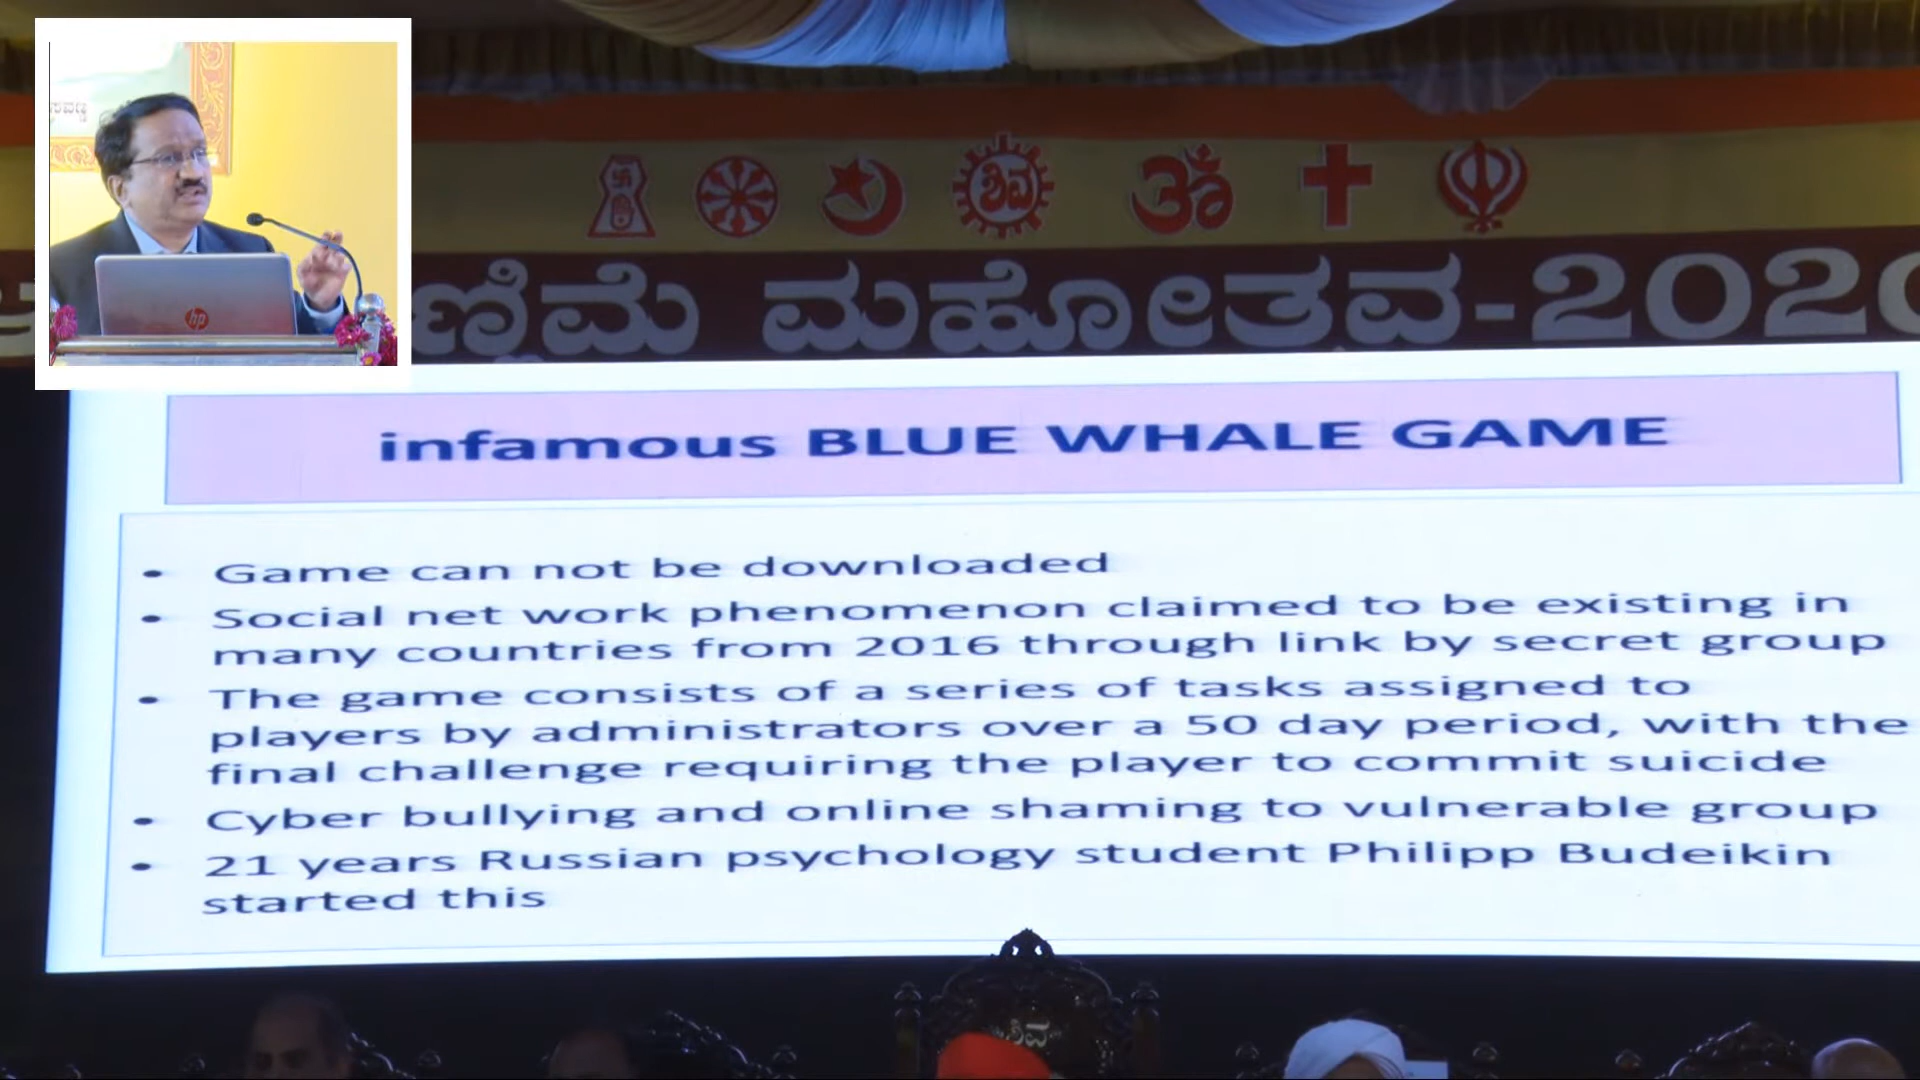 ಶಿವ
ಣ್ಣಿಮೆ ಮಹೋತ್ಸವ-2020
hp
infamous BLUE WHALE GAME
• Game can not be downloaded
• Social net work phenomenon claimed to be existing in
many countries from 2016 through link by secret group
• The game consists of a series of tasks assigned to
players by administrators over a 50 day period, with the
final challenge requiring the player to commit suicide
• Cyber bullying and online shaming to vulnerable group
• 21 years Russian psychology student Philipp Budeikin
started this
ಶಿವ